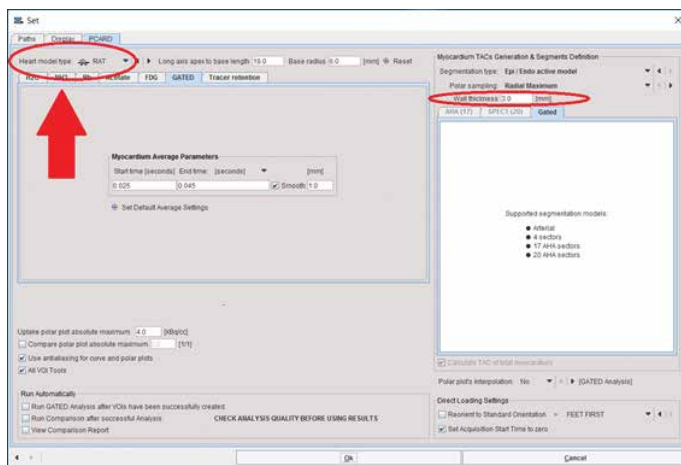 Set
Paths Display PCARD
Heart model type: RAT Long axis apex to base length 16.0 Base radius 6.0 [mm] Reset
FDG GATED Tracer retention
Myocardium Average Parameters
Start time [seconds] End time: [seconds] [mm]
0.025 0.045 Smooth 1.0
Set Default Average Settings
Uptake polar plot absolute maximum 4.0 [kBq/cc]
Compare polar plot absolute maximum [1/1]
Use antialiasing for curve and polar plots
All VOI Tools
Run Automatically
Run GATED Analysis after VOIs have been successfully created
Run Comparison after successful Analysis CHECK ANALYSIS QUALITY BEFORE USING RESULTS
View Comparison Report
Myocardium TACs Generation & Segments Definition
Segmentation type: Epi / Endo active model
Polar sampling: Radial Maximum
Wall thickness: [mm]
AHA (17) SPECT (20) Gated
Supported segmentation models:
● Arterial
● 4 sectors
● 17 AHA sectors
● 20 AHA sectors
Calculate TAC of total myocardium
Polar plot's interpolation: No [GATED Analysis]
Direct Loading Settings
Reorient to Standard Orientation FEET FIRST
Set Acquisition Start Time to zero
Ok Cancel